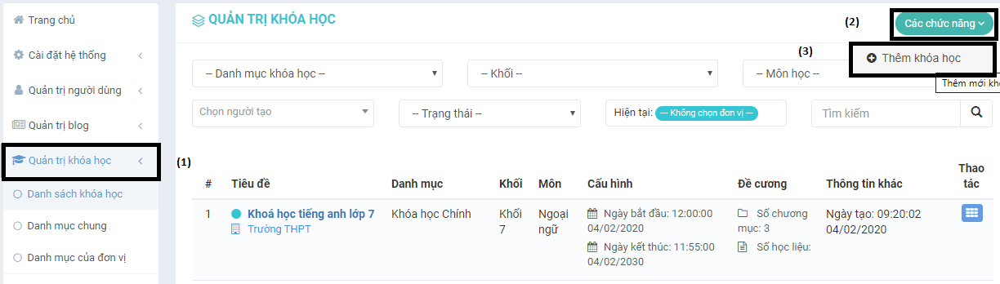 Trang chủ
Cài đặt hệ thống
Quản trị người dùng
Quản trị blog
Quản trị khóa học
(1)
Danh sách khóa học
Danh mục chung
Danh mục của đơn vị
QUẢN TRỊ KHÓA HỌC
(2)
Các chức năng
(3)
Thêm khóa học
Thêm mới khó
-- Danh mục khóa học --
-- Khối --
-- Môn học --
Chọn người tạo
-- Trạng thái --
Hiện tại: --- Không chọn đơn vị ---
Tìm kiếm
# Tiêu đề Danh mục Khối Môn Cấu hình Đề cương Thông tin khác Thao
tác
1 Khoá học tiếng anh lớp 7 Khóa học Chính Khối Ngoại Ngày bắt đầu: 12:00:00 Số chương Ngày tạo: 09:20:02
Trường THPT 7 ngữ 04/02/2020 mục: 3 04/02/2020
Ngày kết thúc: 11:55:00 Số học liệu:
04/02/2030